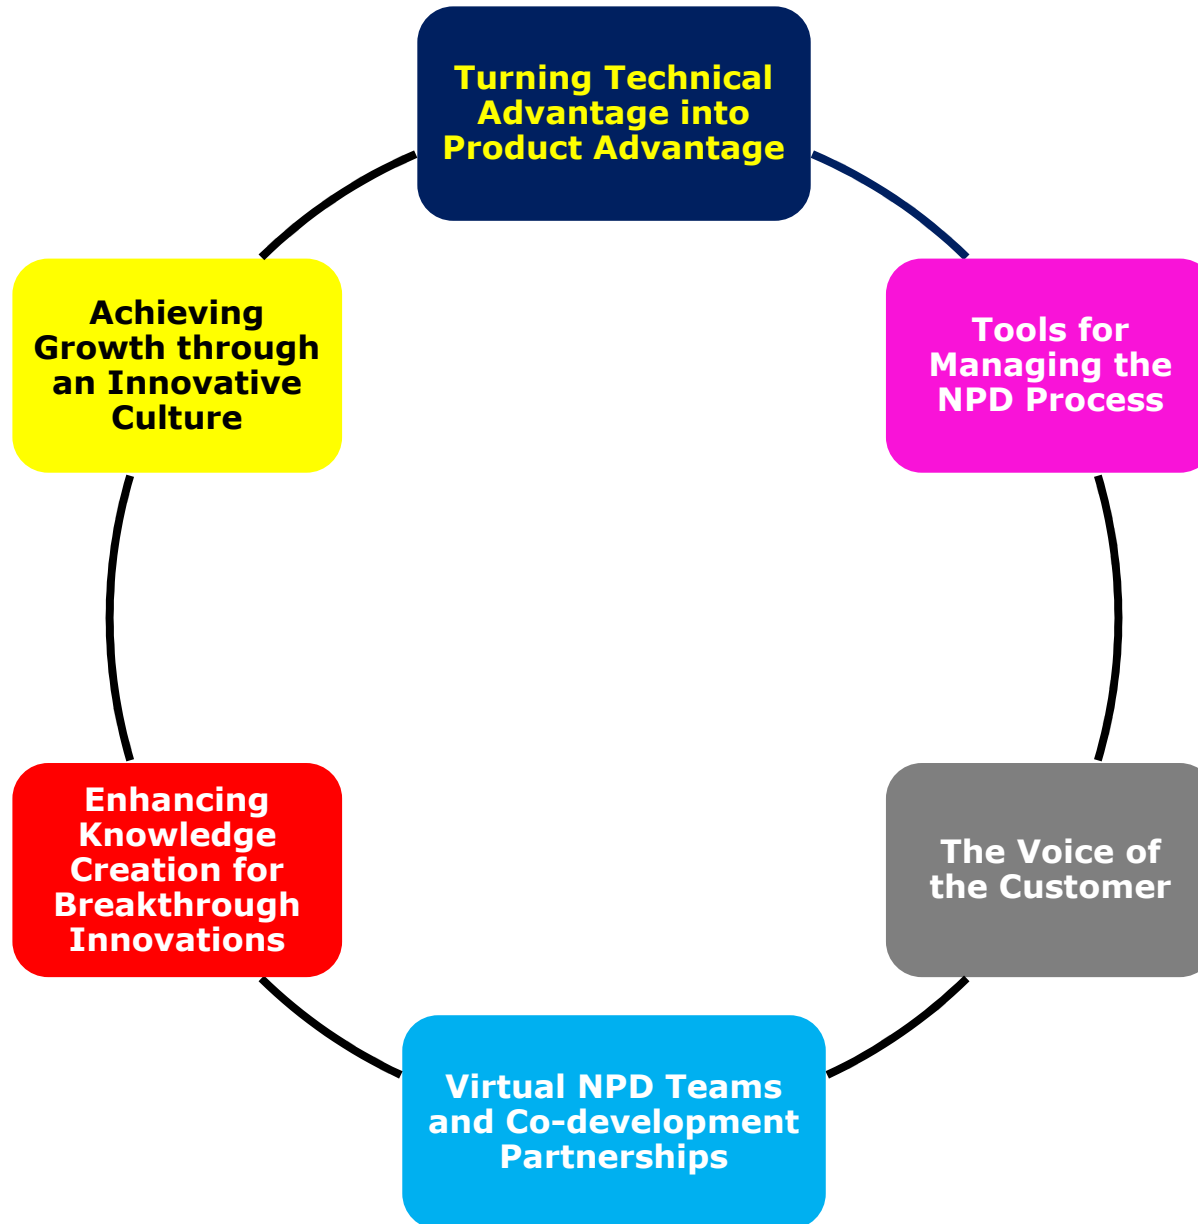 Turning Technical
Advantage into
Product Advantage
Tools for
Managing the
NPD Process
The Voice of
the Customer
Virtual NPD Teams
and Co-development
Partnerships
Enhancing
Knowledge
Creation for
Breakthrough
Innovations
Achieving
Growth through
an Innovative
Culture